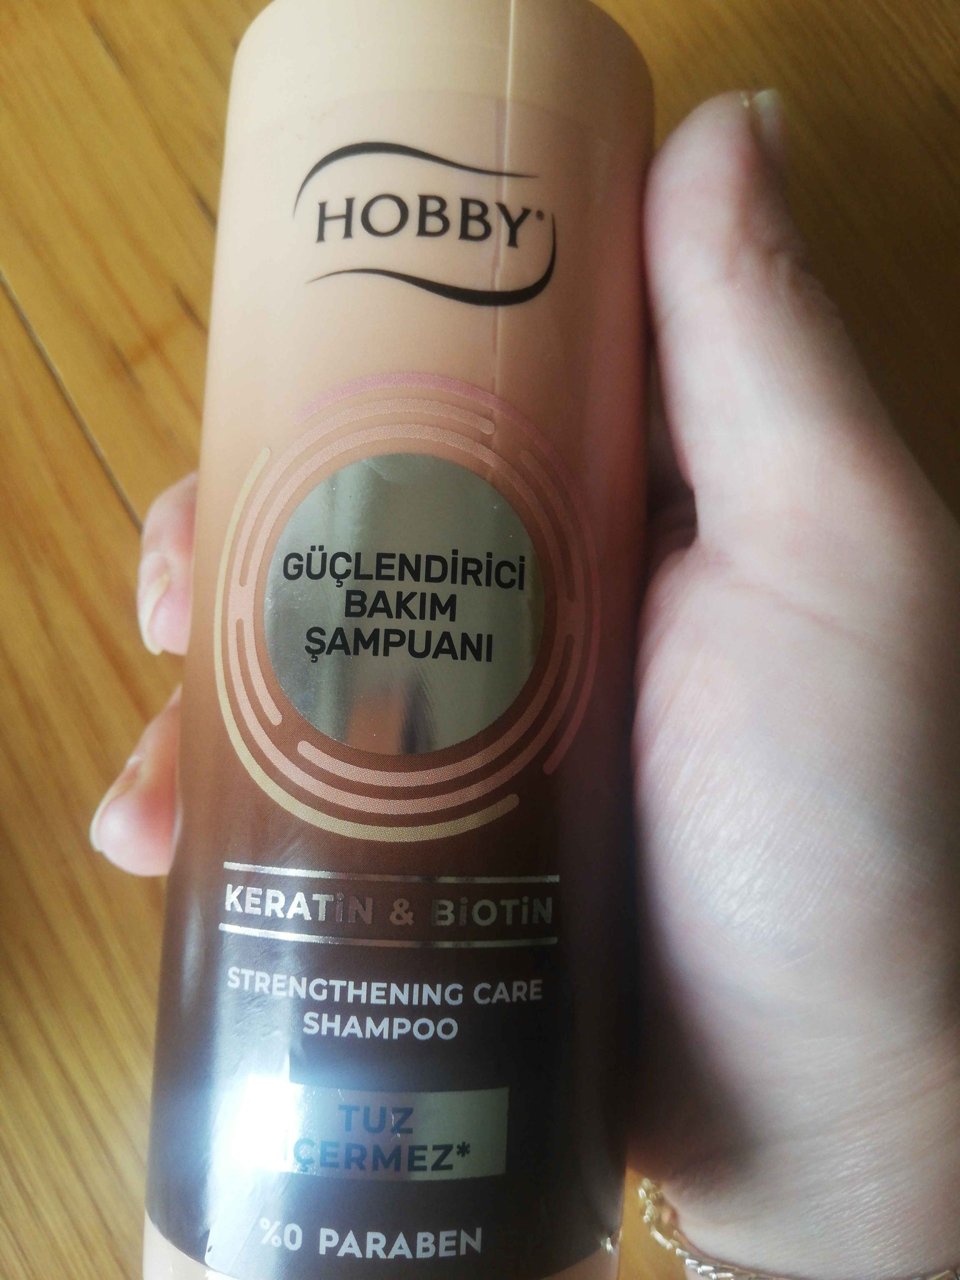 HOBBY®
GÜÇLENDİRİCİ
BAKIM
ŞAMPUANI
KERATİN & BİOTİN
STRENGTHENING CARE
SHAMPOO
TUZ
İÇERMEZ*
%0 PARABEN